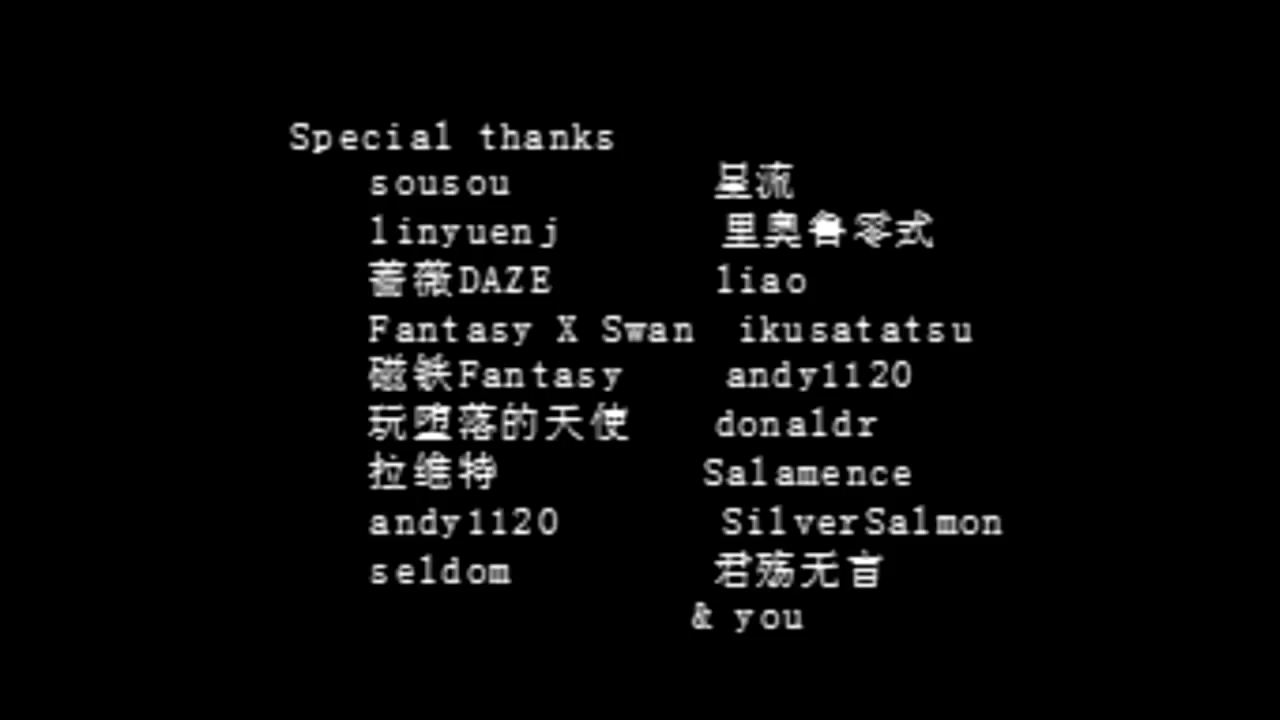 Special thanks
sousou 星流
linyuenj 里奥鲁零式
蔷薇DAZE liao
Fantasy X Swan ikusatatsu
磁铁Fantasy andy1120
玩堕落的天使 donaldr
拉维特 Salamence
andy1120 SilverSalmon
seldom 君殇无言
& you